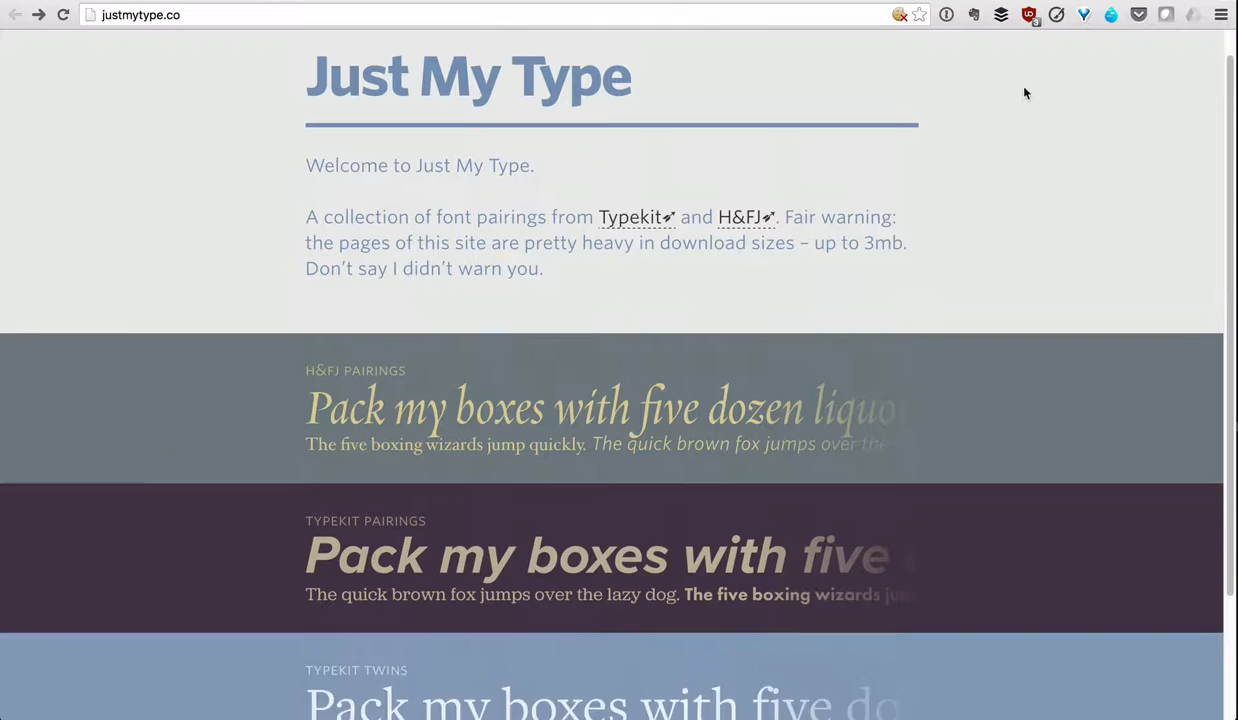 justmytype.co
3
Just My Type
Welcome to Just My Type.
A collection of font pairings from Typekit and H&FJ. Fair warning:
the pages of this site are pretty heavy in download sizes – up to 3mb.
Don't say I didn't warn you.
H&FJ PAIRINGS
Pack my boxes with five dozen liquo
The five boxing wizards jump quickly. The quick brown fox jumps over the
TYPEKIT PAIRINGS
Pack my boxes with five
The quick brown fox jumps over the lazy dog. The five boxing wizards jum
TYPEKIT TWINS
Pack my boxes with five do